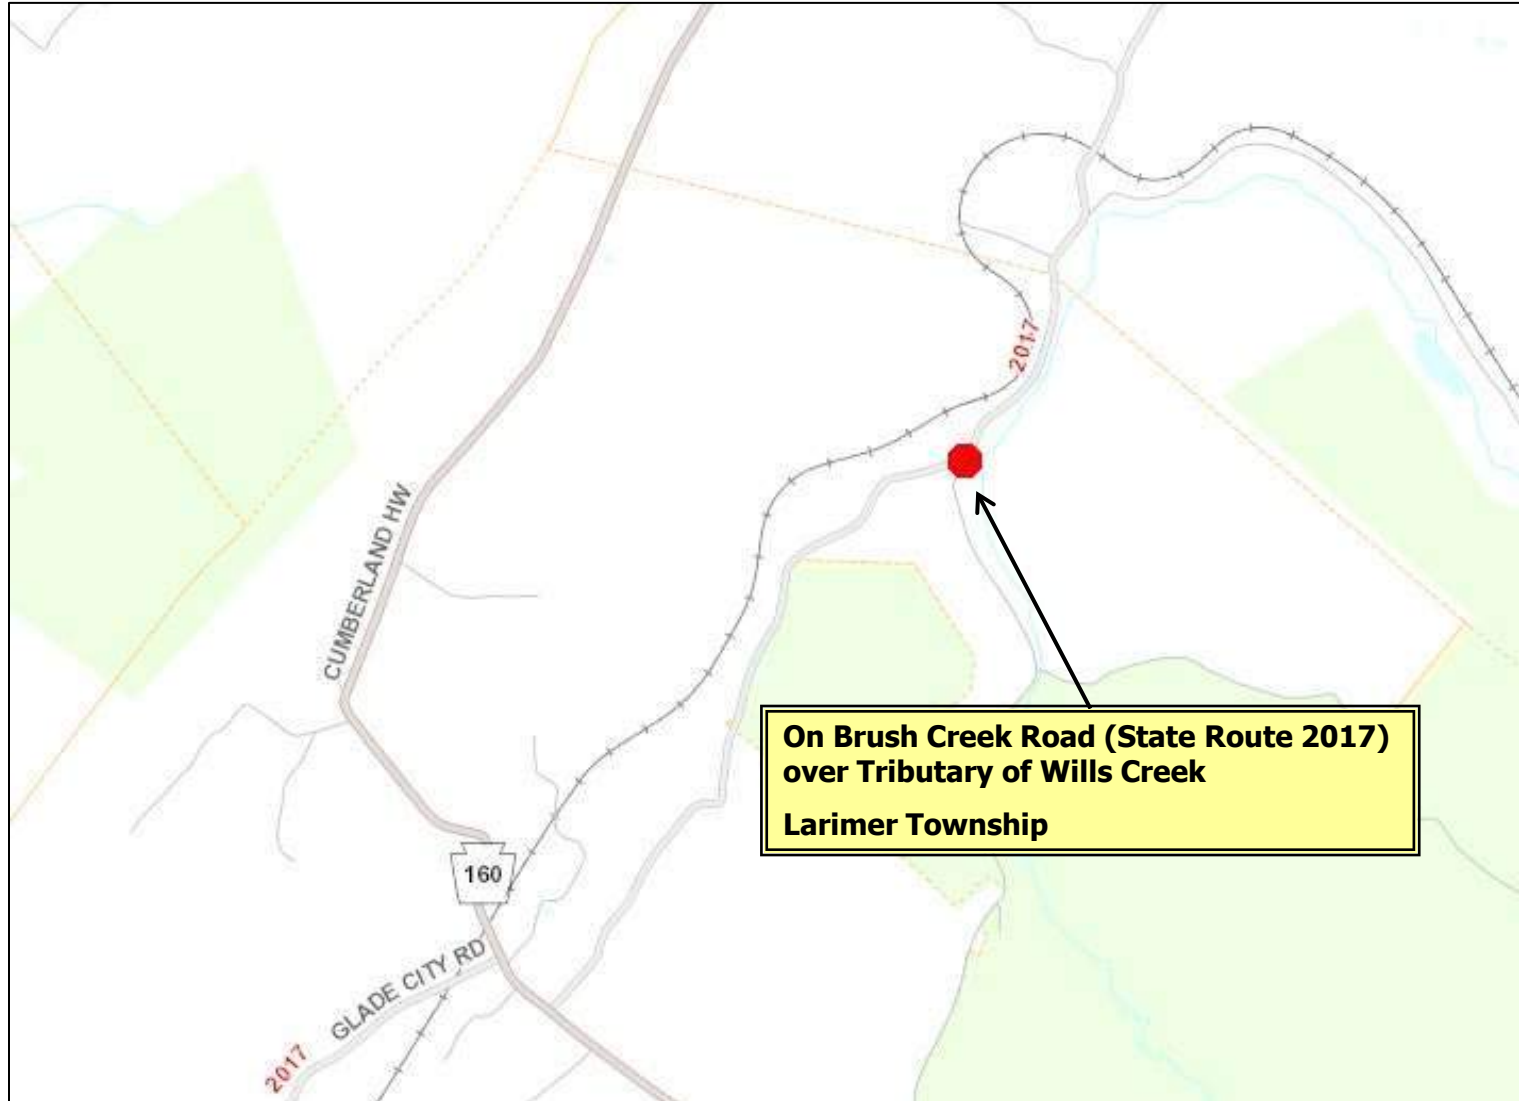 2017
CUMBERLAND HW
On Brush Creek Road (State Route 2017)
over Tributary of Wills Creek
Larimer Township
160
GLADE CITY RD
2017